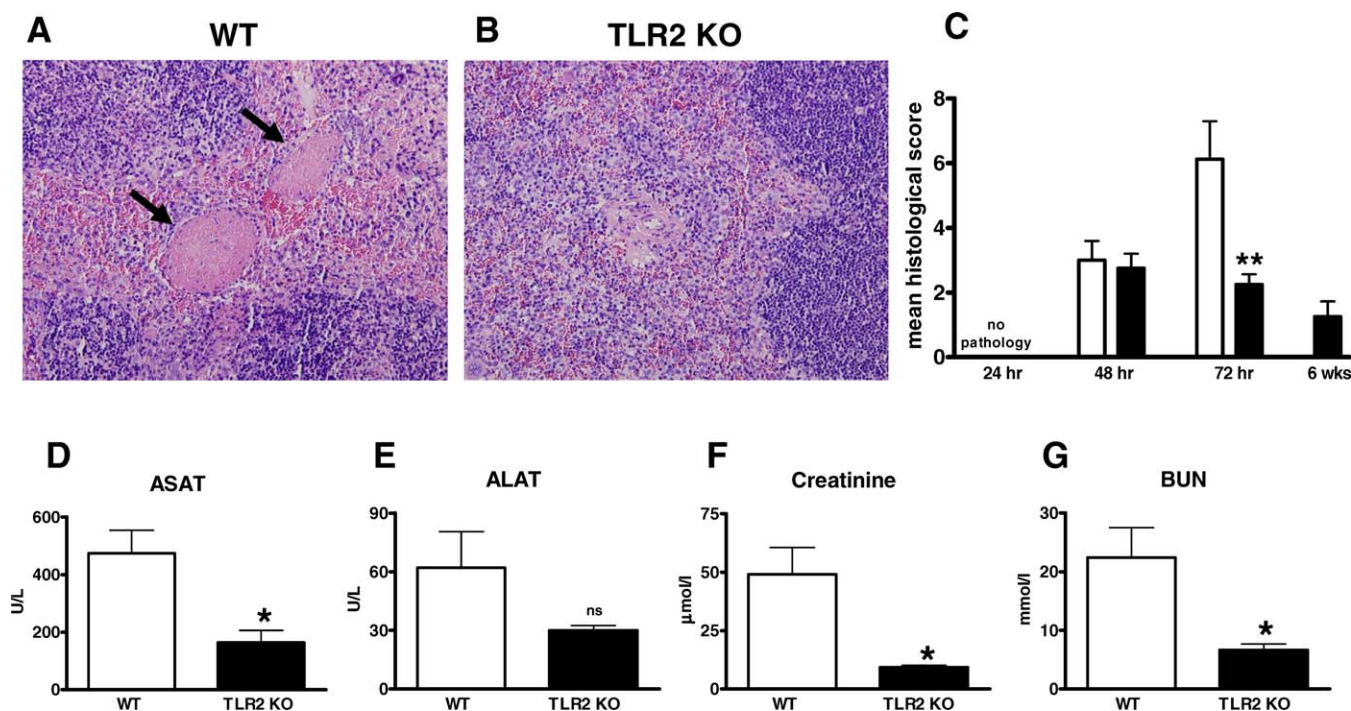 A
WT
B
TLR2 KO
C
mean histological score
8
6
4
2
0
no
pathology
**
24 hr
48 hr
72 hr
6 wks
D
ASAT
U/L
600
400
200
0
*
WT
TLR2 KO
E
ALAT
U/L
90
60
30
0
ns
WT
TLR2 KO
F
Creatinine
µmol/l
75
50
25
0
*
WT
TLR2 KO
G
BUN
mmol/l
30
20
10
0
*
WT
TLR2 KO